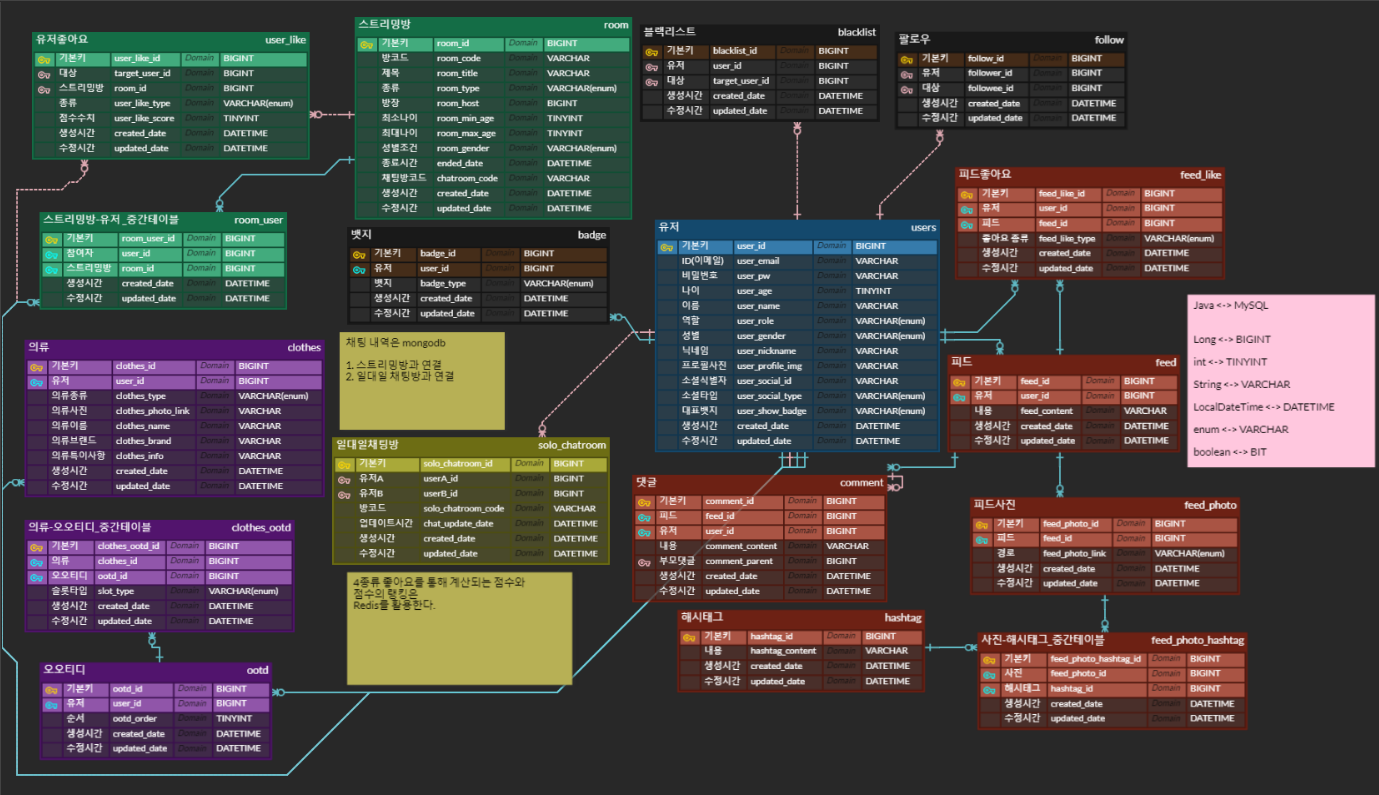 유저좋아요 user_like
기본키 user_like_id Domain BIGINT
대상 target_user_id Domain BIGINT
스트리밍방 room_id Domain BIGINT
종류 user_like_type Domain VARCHAR(enum)
점수수치 user_like_score Domain TINYINT
생성시간 created_date Domain DATETIME
수정시간 updated_date Domain DATETIME
스트리밍방 room
기본키 room_id Domain BIGINT
방코드 room_code Domain VARCHAR
제목 room_title Domain VARCHAR
종류 room_type Domain VARCHAR(enum)
방장 room_host Domain BIGINT
최소나이 room_min_age Domain TINYINT
최대나이 room_max_age Domain TINYINT
성별조건 room_gender Domain VARCHAR(enum)
종료시간 ended_date Domain DATETIME
채팅방코드 chatroom_code Domain VARCHAR
생성시간 created_date Domain DATETIME
수정시간 updated_date Domain DATETIME
블랙리스트 blacklist
기본키 blacklist_id Domain BIGINT
유저 user_id Domain BIGINT
대상 target_user_id Domain BIGINT
생성시간 created_date Domain DATETIME
수정시간 updated_date Domain DATETIME
팔로우 follow
기본키 follow_id Domain BIGINT
유저 follower_id Domain BIGINT
대상 followee_id Domain BIGINT
생성시간 created_date Domain DATETIME
수정시간 updated_date Domain DATETIME
스트리밍방-유저_중간테이블 room_user
기본키 room_user_id Domain BIGINT
참여자 user_id Domain BIGINT
스트리밍방 room_id Domain BIGINT
생성시간 created_date Domain DATETIME
수정시간 updated_date Domain DATETIME
뱃지 badge
기본키 badge_id Domain BIGINT
유저 user_id Domain BIGINT
뱃지 badge_type Domain VARCHAR(enum)
생성시간 created_date Domain DATETIME
수정시간 updated_date Domain DATETIME
유저 users
기본키 user_id Domain BIGINT
ID(이메일) user_email Domain VARCHAR
비밀번호 user_pw Domain VARCHAR
나이 user_age Domain TINYINT
이름 user_name Domain VARCHAR
역할 user_role Domain VARCHAR(enum)
성별 user_gender Domain VARCHAR(enum)
닉네임 user_nickname Domain VARCHAR
프로필사진 user_profile_img Domain VARCHAR
소셜식별자 user_social_id Domain VARCHAR
소셜타입 user_social_type Domain VARCHAR(enum)
대표뱃지 user_show_badge Domain VARCHAR(enum)
생성시간 created_date Domain DATETIME
수정시간 updated_date Domain DATETIME
피드좋아요 feed_like
기본키 feed_like_id Domain BIGINT
유저 user_id Domain BIGINT
피드 feed_id Domain BIGINT
좋아요 종류 feed_like_type Domain VARCHAR(enum)
생성시간 created_date Domain DATETIME
수정시간 updated_date Domain DATETIME
Java <-> MySQL
Long <-> BIGINT
int <-> TINYINT
String <-> VARCHAR
LocalDateTime <-> DATETIME
enum <-> VARCHAR
boolean <-> BIT
의류 clothes
기본키 clothes_id Domain BIGINT
유저 user_id Domain BIGINT
의류종류 clothes_type Domain VARCHAR(enum)
의류사진 clothes_photo_link Domain VARCHAR
의류이름 clothes_name Domain VARCHAR
의류브랜드 clothes_brand Domain VARCHAR
의류특이사항 clothes_info Domain VARCHAR
생성시간 created_date Domain DATETIME
수정시간 updated_date Domain DATETIME
채팅 내역은 mongodb
1. 스트리밍방과 연결
2. 일대일 채팅방과 연결
피드 feed
기본키 feed_id Domain BIGINT
유저 user_id Domain BIGINT
내용 feed_content Domain VARCHAR
생성시간 created_date Domain DATETIME
수정시간 updated_date Domain DATETIME
일대일채팅방 solo_chatroom
기본키 solo_chatroom_id Domain BIGINT
유저A userA_id Domain BIGINT
유저B userB_id Domain BIGINT
방코드 solo_chatroom_code Domain VARCHAR
업데이트시간 chat_update_date Domain DATETIME
생성시간 created_date Domain DATETIME
수정시간 updated_date Domain DATETIME
댓글 comment
기본키 comment_id Domain BIGINT
피드 feed_id Domain BIGINT
유저 user_id Domain BIGINT
내용 comment_content Domain VARCHAR
부모댓글 comment_parent Domain BIGINT
생성시간 created_date Domain DATETIME
수정시간 updated_date Domain DATETIME
피드사진 feed_photo
기본키 feed_photo_id Domain BIGINT
피드 feed_id Domain BIGINT
경로 feed_photo_link Domain VARCHAR(enum)
생성시간 created_date Domain DATETIME
수정시간 updated_date Domain DATETIME
의류-오오티디_중간테이블 clothes_ootd
기본키 clothes_ootd_id Domain BIGINT
의류 clothes_id Domain BIGINT
오오티디 ootd_id Domain BIGINT
슬롯타입 slot_type Domain VARCHAR(enum)
생성시간 created_date Domain DATETIME
수정시간 updated_date Domain DATETIME
4종류 좋아요를 통해 계산되는 점수와
점수의 랭킹은
Redis를 활용한다.
해시태그 hashtag
기본키 hashtag_id Domain BIGINT
내용 hashtag_content Domain VARCHAR
생성시간 created_date Domain DATETIME
수정시간 updated_date Domain DATETIME
사진-해시태그_중간테이블 feed_photo_hashtag
기본키 feed_photo_hashtag_id Domain BIGINT
사진 feed_photo_id Domain BIGINT
해시태그 hashtag_id Domain BIGINT
생성시간 created_date Domain DATETIME
수정시간 updated_date Domain DATETIME
오오티디 ootd
기본키 ootd_id Domain BIGINT
유저 user_id Domain BIGINT
순서 ootd_order Domain TINYINT
생성시간 created_date Domain DATETIME
수정시간 updated_date Domain DATETIME